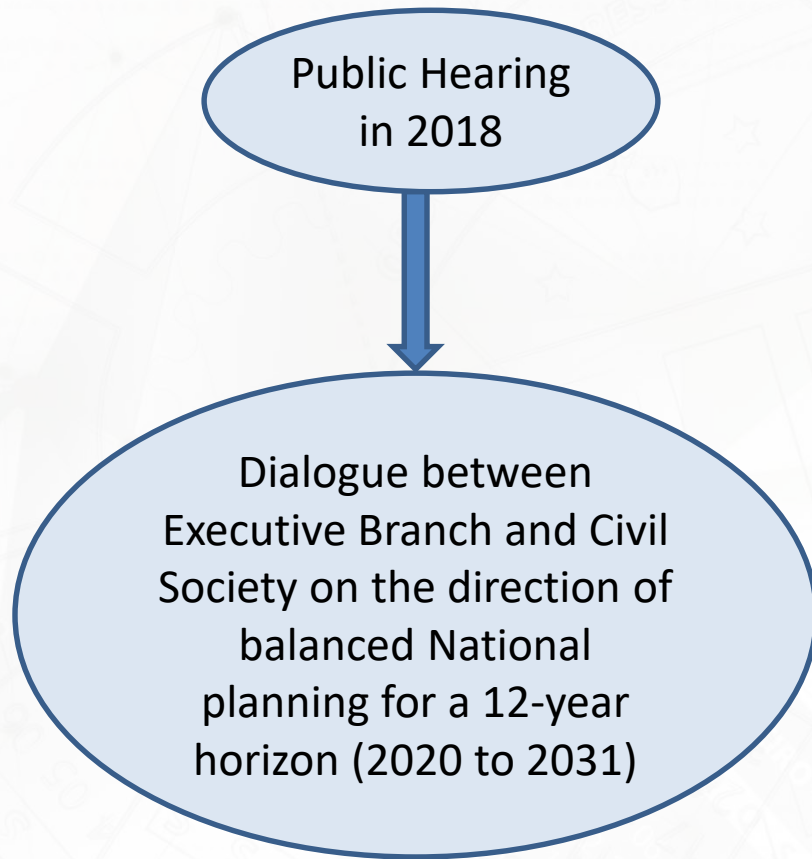 Public Hearing
in 2018
Dialogue between
Executive Branch and Civil
Society on the direction of
balanced National
planning for a 12-year
horizon (2020 to 2031)